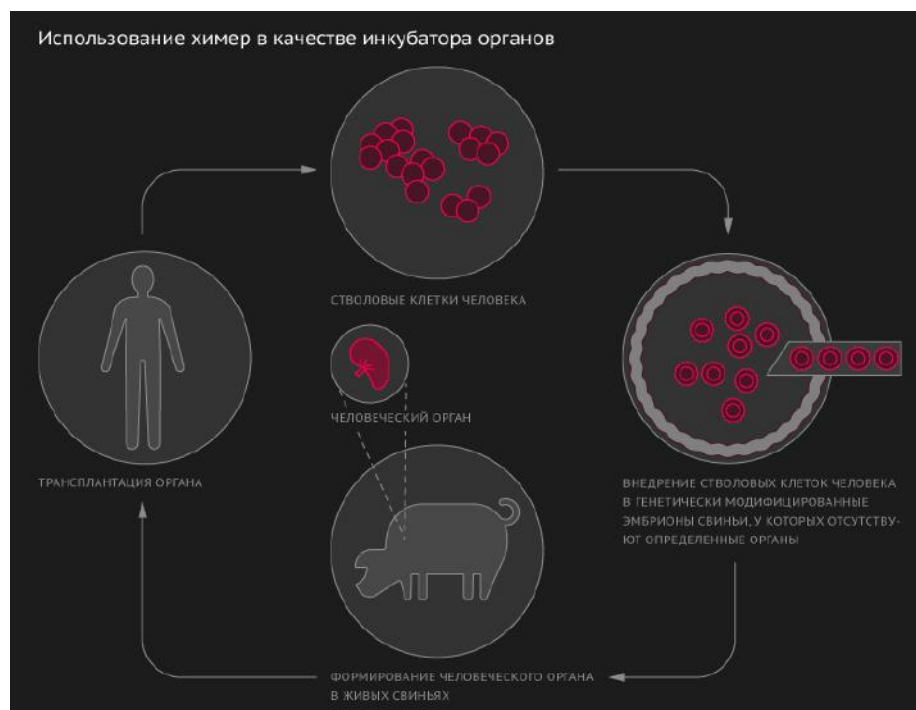 Использование химер в качестве инкубатора органов
СТВОЛОВЫЕ КЛЕТКИ ЧЕЛОВЕКА
ЧЕЛОВЕЧЕСКИЙ ОРГАН
ТРАНСПЛАНТАЦИЯ ОРГАНА
ВНЕДРЕНИЕ СТВОЛОВЫХ КЛЕТОК ЧЕЛОВЕКА
В ГЕНЕТИЧЕСКИ МОДИФИЦИРОВАННЫЕ
ЭМБРИОНЫ СВИНЬИ, У КОТОРЫХ ОТСУТСТВУ-
ЮТ ОПРЕДЕЛЕННЫЕ ОРГАНЫ
ФОРМИРОВАНИЕ ЧЕЛОВЕЧЕСКОГО ОРГАНА
В ЖИВЫХ СВИНЬЯХ